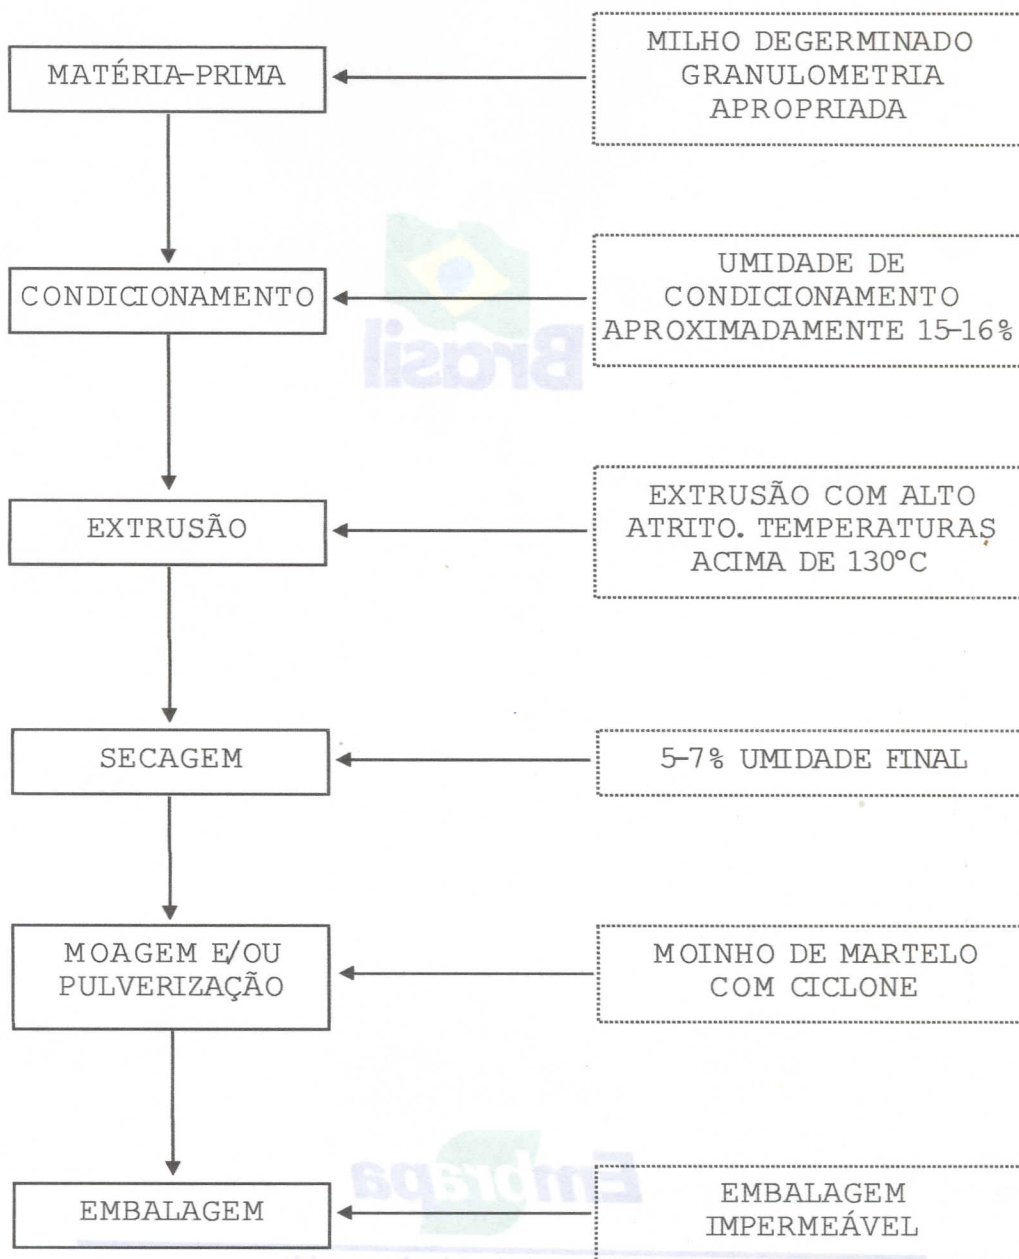 MATÉRIA-PRIMA
MILHO DEGERMINADO
GRANULOMETRIA
APROPRIADA
CONDICIONAMENTO
UMIDADE DE
CONDICIONAMENTO
APROXIMADAMENTE 15-16%
Brasil
EXTRUSÃO
EXTRUSÃO COM ALTO
ATRITO. TEMPERATURAS
ACIMA DE 130°C
SECAGEM
5-7% UMIDADE FINAL
MOAGEM E/OU
PULVERIZAÇÃO
MOINHO DE MARTELO
COM CICLONE
Embrapa
EMBALAGEM
EMBALAGEM
IMPERMEÁVEL